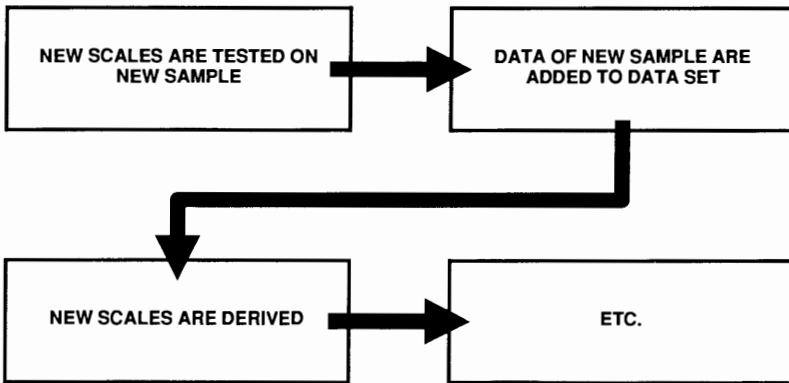 NEW SCALES ARE TESTED ON
NEW SAMPLE
DATA OF NEW SAMPLE ARE
ADDED TO DATA SET
NEW SCALES ARE DERIVED
ETC.